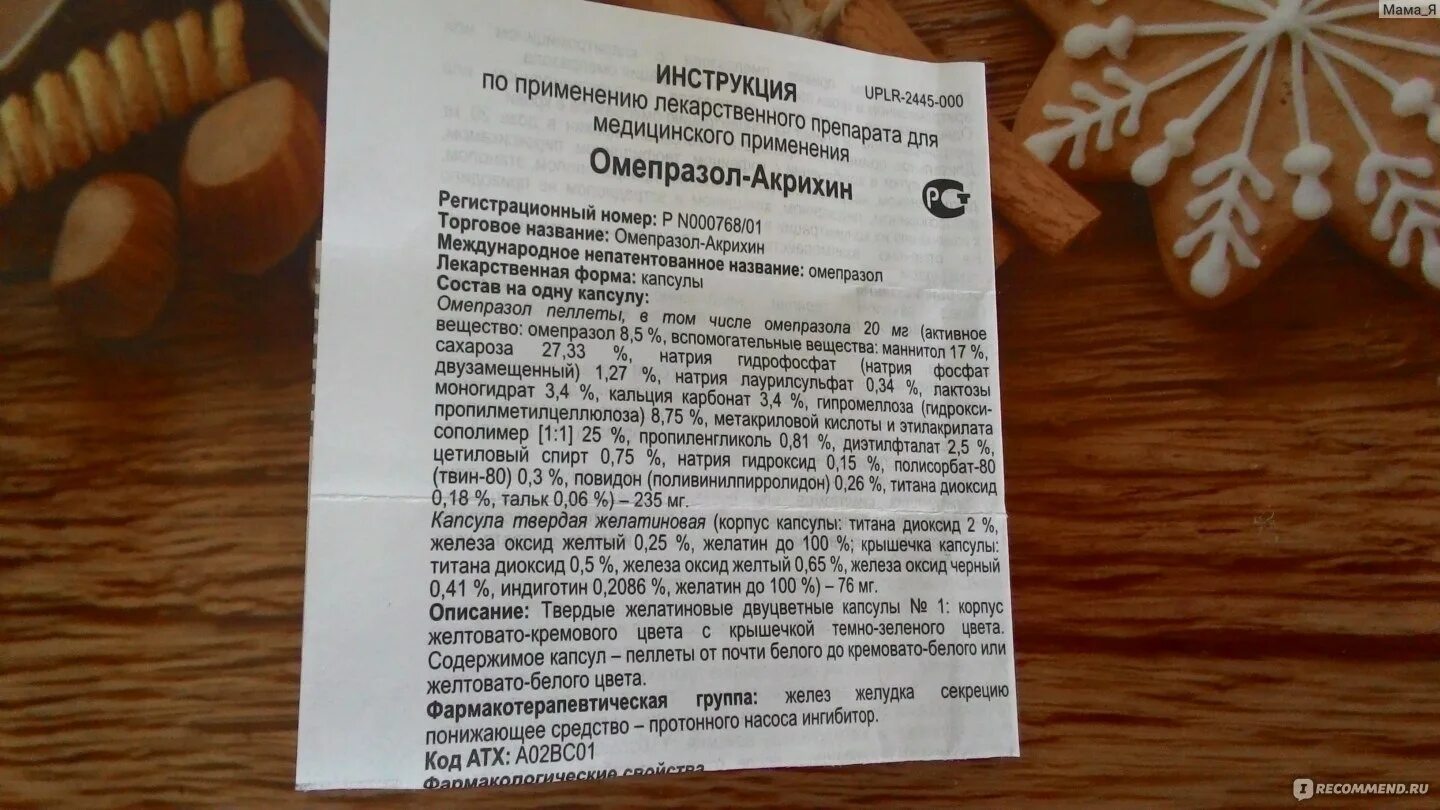 Мама_Я
ИНСТРУКЦИЯ
UPLR-2445-000
по применению лекарственного препарата для
медицинского применения
Омепразол-Акрихин
РСТ
Регистрационный номер: Р N000768/01
Торговое название: Омепразол-Акрихин
Международное непатентованное название: омепразол
Лекарственная форма: капсулы
Состав на одну капсулу:
Омепразол пеллеты, в том числе омепразола 20 мг (активное
вещество: омепразол 8,5 %, вспомогательные вещества: маннитол 17 %,
сахароза 27,33 %, натрия гидрофосфат (натрия фосфат
двузамещенный) 1,27 %, натрия лаурилсульфат 0,34 %, лактозы
моногидрат 3,4 %, кальция карбонат 3,4 %, гипромеллоза (гидрокси-
пропилметилцеллюлоза) 8,75 %, метакриловой кислоты и этилакрилата
сополимер [1:1] 25 %, пропиленгликоль 0,81 %, диэтилфталат 2,5 %,
цетиловый спирт 0,75 %, натрия гидроксид 0,15 %, полисорбат-80
(твин-80) 0,3 %, повидон (поливинилпирролидон) 0,26 %, титана диоксид
0,18 %, тальк 0,06 %) – 235 мг.
Капсула твердая желатиновая (корпус капсулы: титана диоксид 2 %,
железа оксид желтый 0,25 %, желатин до 100 %; крышечка капсулы:
титана диоксид 0,5 %, железа оксид желтый 0,65 %, железа оксид черный
0,41 %, индиготин 0,2086 %, желатин до 100 %) – 76 мг.
Описание: Твердые желатиновые двуцветные капсулы № 1: корпус
желтовато-кремового цвета с крышечкой темно-зеленого цвета.
Содержимое капсул – пеллеты от почти белого до кремовато-белого или
желтовато-белого цвета.
Фармакотерапевтическая группа: желез желудка секрецию
понижающее средство – протонного насоса ингибитор.
Код АТХ: А02ВС01
Фармакологические свойства
IRECOMMEND.RU